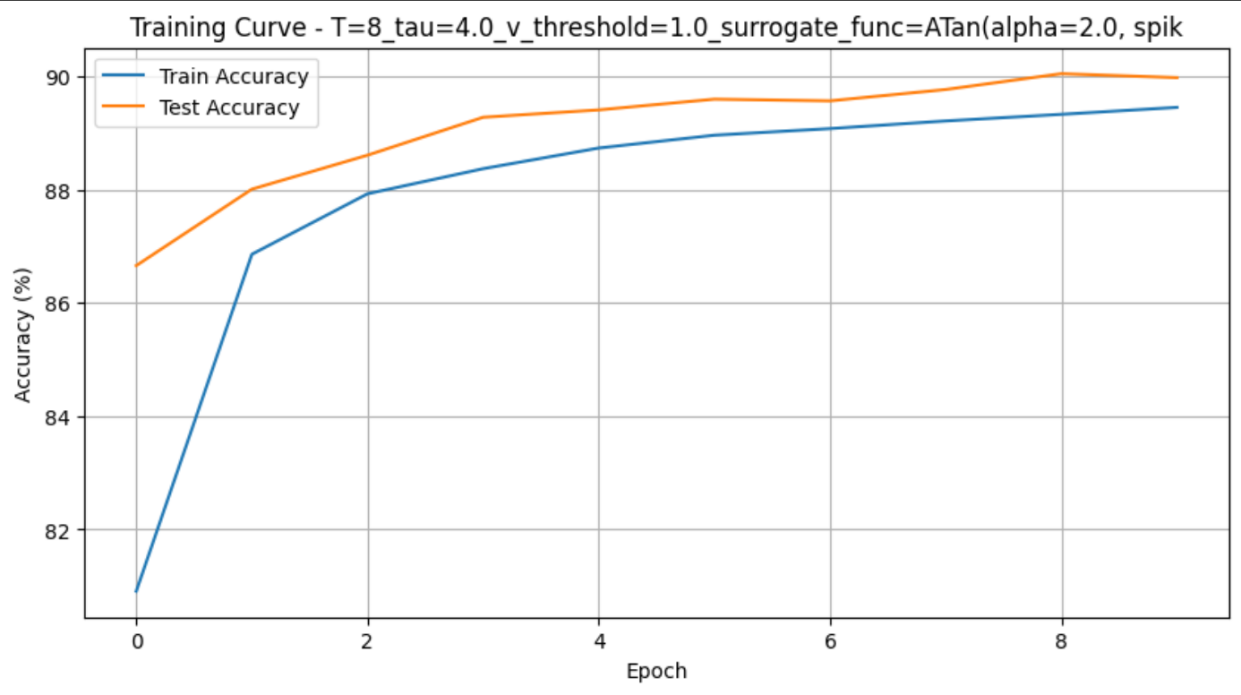 Training Curve - T=8_tau=4.0_v_threshold=1.0_surrogate_func=ATan(alpha=2.0, spik
Train Accuracy
Test Accuracy
90
88
86
84
82
Accuracy (%)
0 2 4 6 8
Epoch